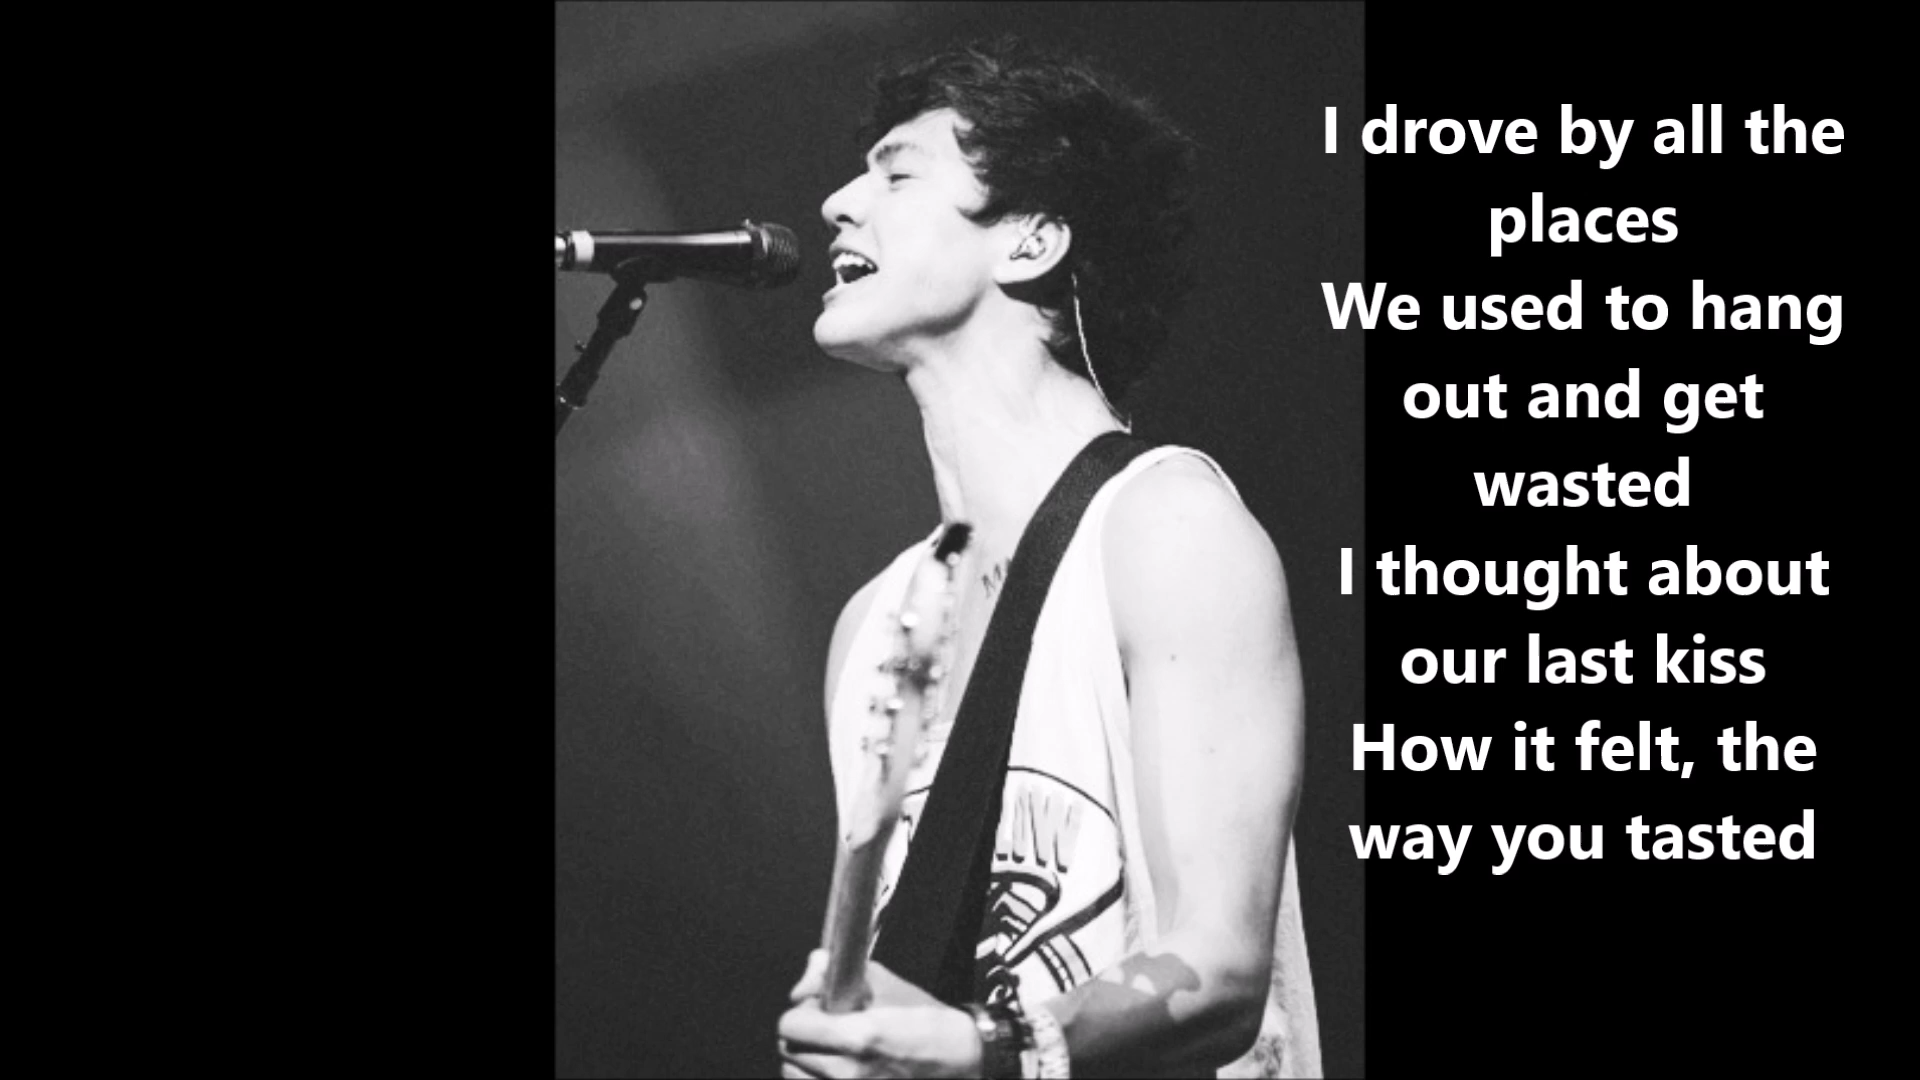 I drove by all the
places
We used to hang
out and get
wasted
I thought about
our last kiss
How it felt, the
way you tasted